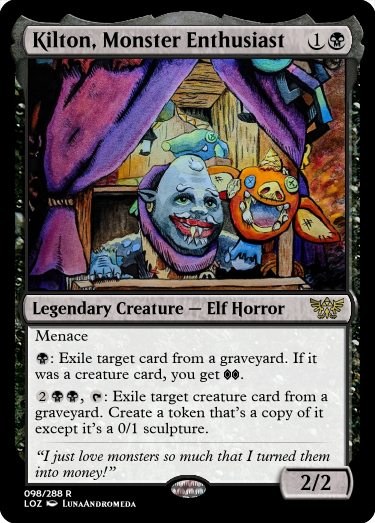 Kilton, Monster Enthusiast 1
Legendary Creature — Elf Horror
Menace
: Exile target card from a graveyard. If it
was a creature card, you get .
2 , : Exile target creature card from a
graveyard. Create a token that's a copy of it
except it's a 0/1 sculpture.
“I just love monsters so much that I turned them
into money!”
2/2
098/288 R
LOZ LunaAndromeda